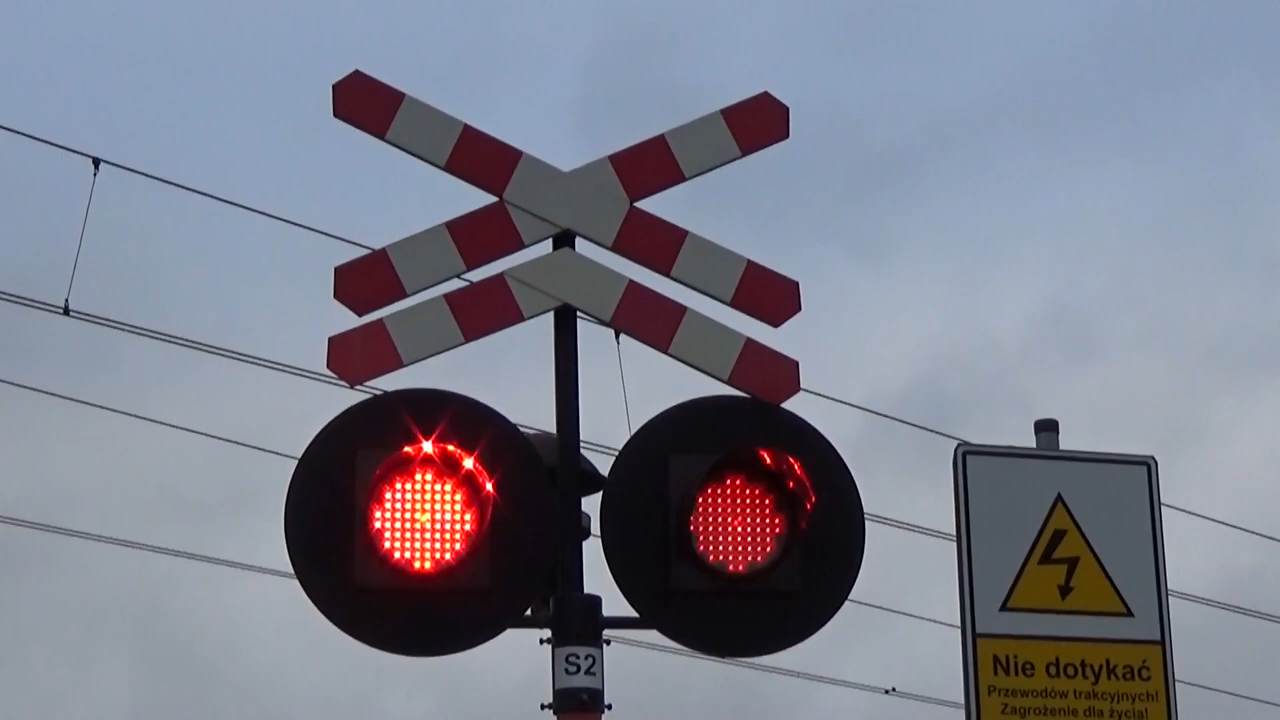 S2
Nie dotykać
Przewodów trakcyjnych!
Zagrożenie dla życia!